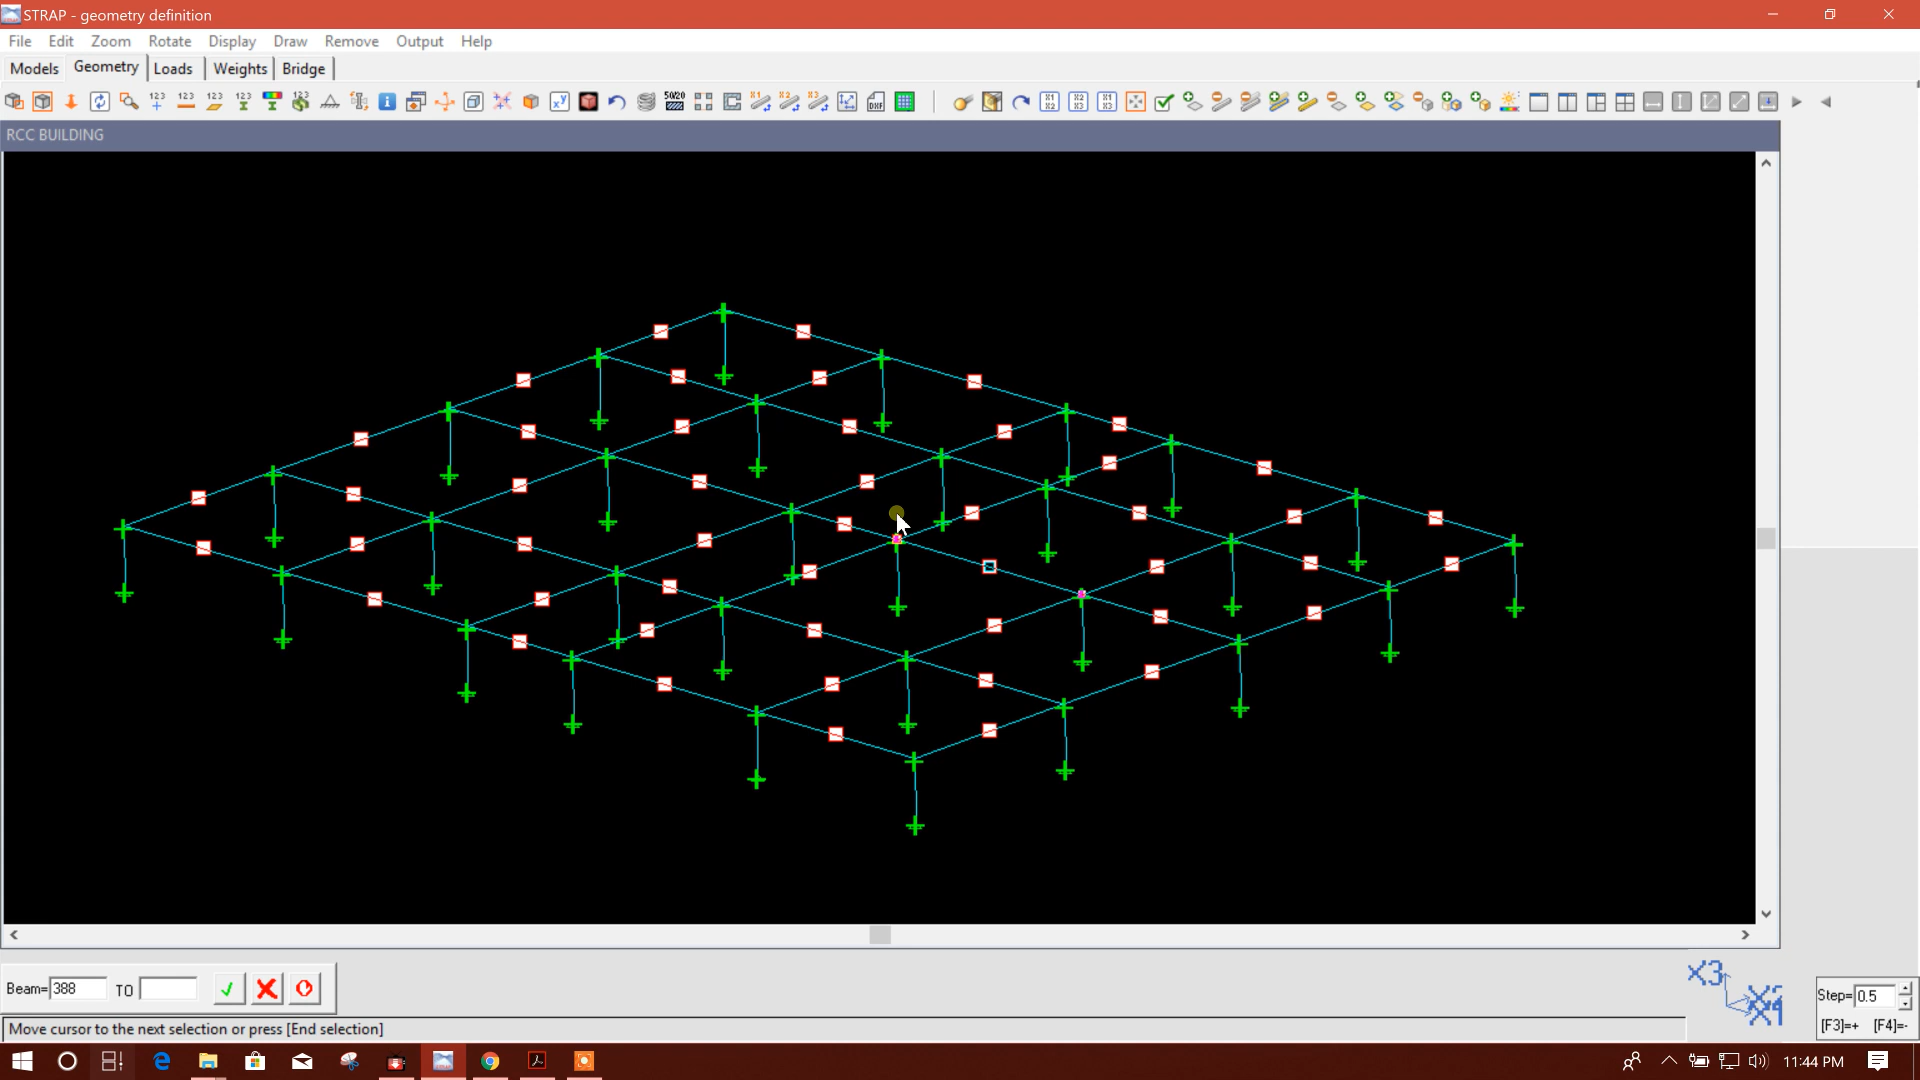 STRAP - geometry definition
File Edit Zoom Rotate Display Draw Remove Output Help
Models Geometry Loads Weights Bridge
RCC BUILDING
Beam= 388 TO
Move cursor to the next selection or press [End selection]
X3
X1
Step= 0.5
[F3]=+ [F4]=-
11:44 PM